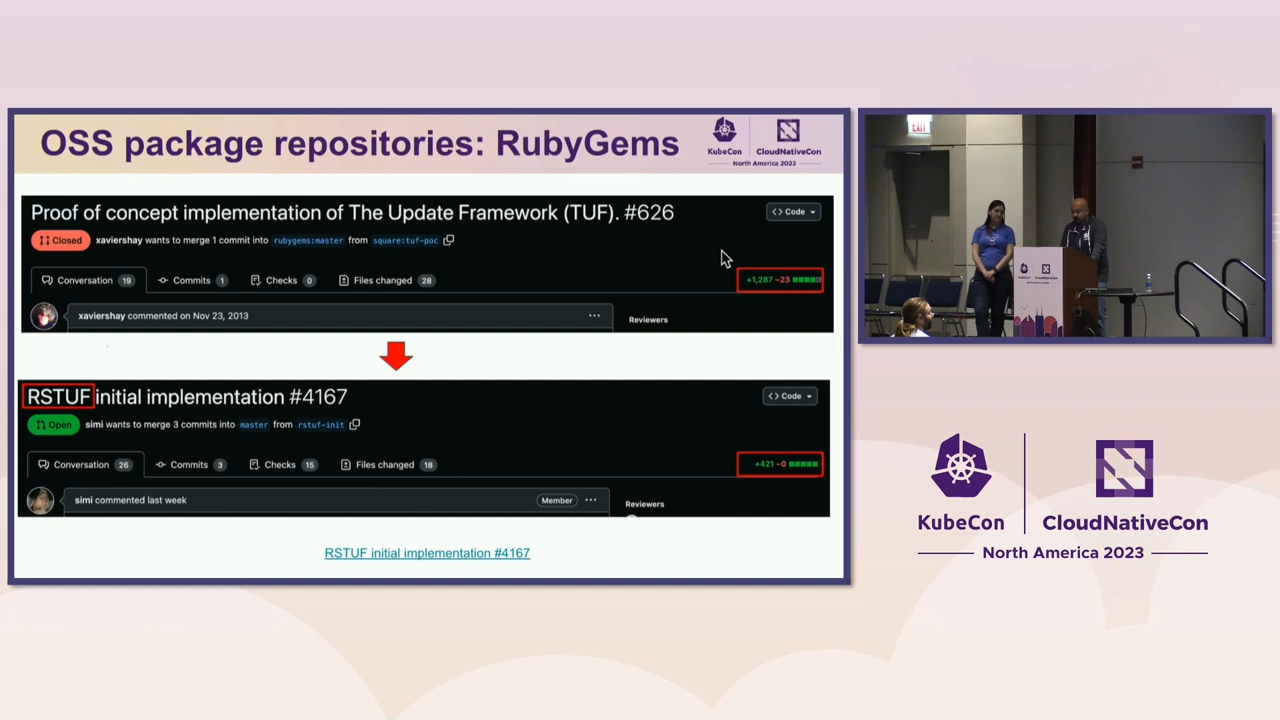 OSS package repositories: RubyGems
KubeCon
CloudNativeCon
North America 2023
Proof of concept implementation of The Update Framework (TUF). #626
<> Code
Closed
xaviershay wants to merge 1 commit into rubygems:master from square:tuf-poc
Conversation 19
Commits 1
Checks 0
Files changed 28
+1,287 −23
xaviershay commented on Nov 23, 2013
Reviewers
RSTUF initial implementation #4167
<> Code
Open
simi wants to merge 3 commits into master from rstuf-init
Conversation 26
Commits 3
Checks 15
Files changed 18
+421 −0
simi commented last week
Member
Reviewers
RSTUF initial implementation #4167
EXIT
KubeCon
CloudNativeCon
North America 2023